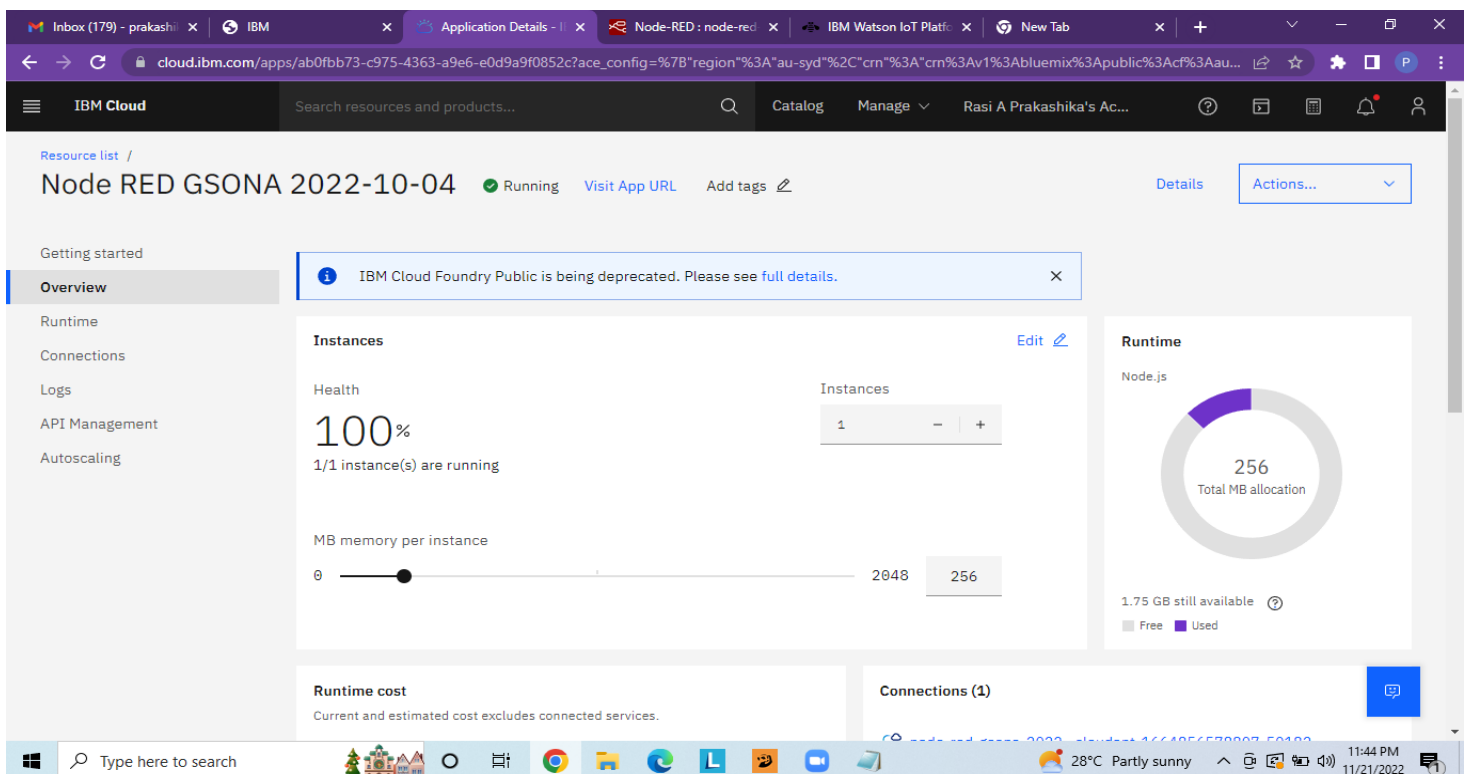 Inbox (179) - prakashi
IBM
Application Details - I
Node-RED : node-red
IBM Watson IoT Platfo
New Tab
cloud.ibm.com/apps/ab0fbb73-c975-4363-a9e6-e0d9a9f0852c?ace_config=%7B"region"%3A"au-syd"%2C"crn"%3A"crn%3Av1%3Abluemix%3Apublic%3Acf%3Aau...
P
IBM Cloud
Search resources and products...
Catalog
Manage
Rasi A Prakashika's Ac...
Resource list /
Node RED GSONA 2022-10-04
Running
Visit App URL
Add tags
Details
Actions...
Getting started
Overview
Runtime
Connections
Logs
API Management
Autoscaling
IBM Cloud Foundry Public is being deprecated. Please see full details.
Instances
Edit
Health
100%
1/1 instance(s) are running
Instances
1
MB memory per instance
0
2048
256
Runtime
Node.js
256
Total MB allocation
1.75 GB still available
Free
Used
Runtime cost
Current and estimated cost excludes connected services.
Connections (1)
Type here to search
L
28°C Partly sunny
11:44 PM
11/21/2022
1